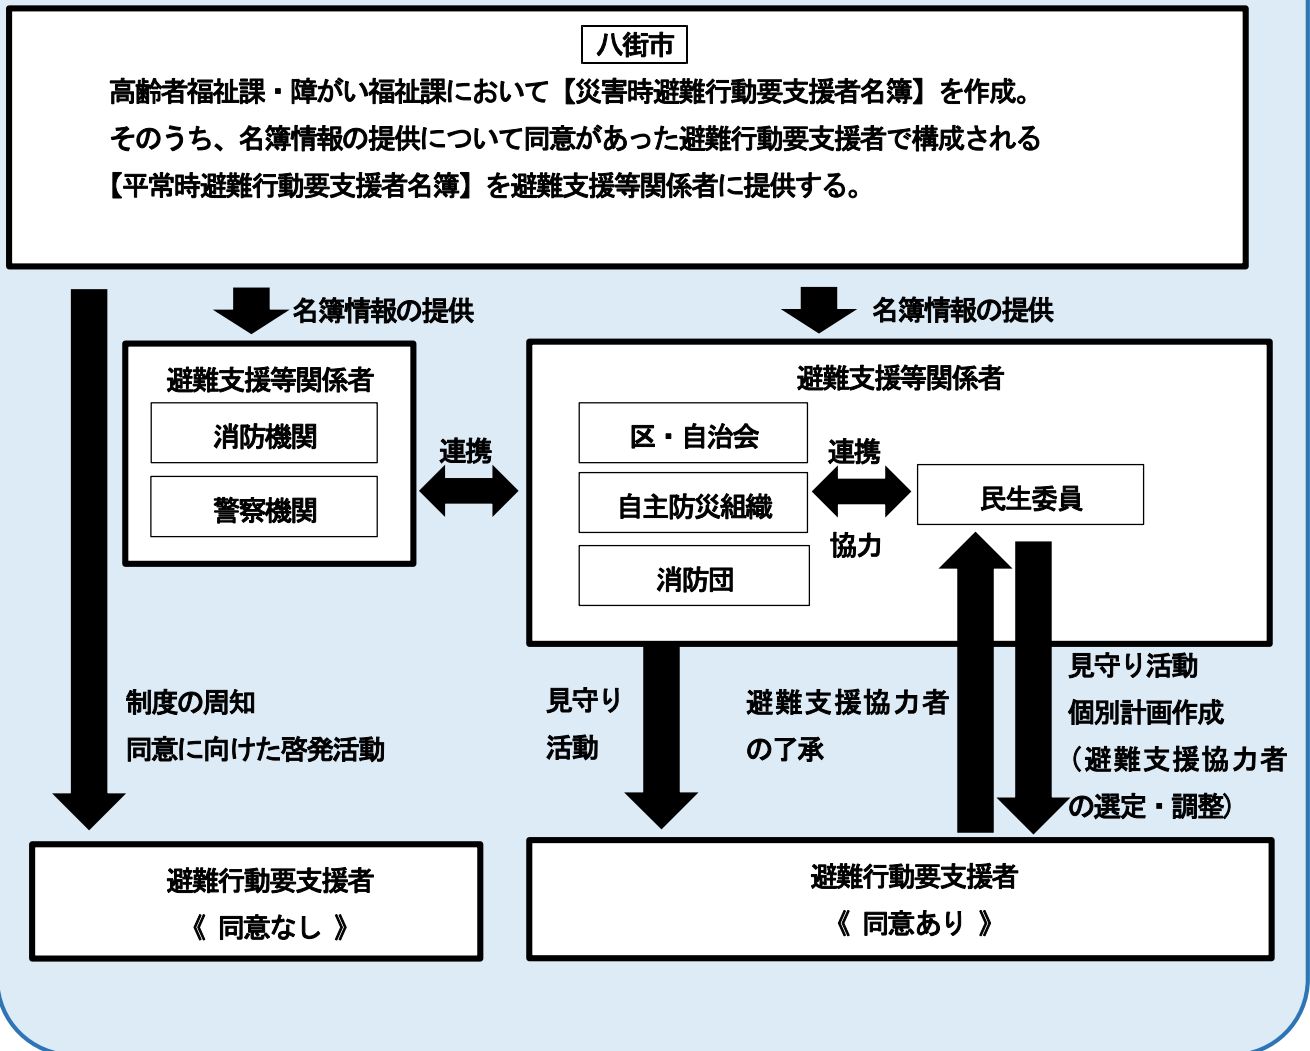 八街市
高齢者福祉課・障がい福祉課において【災害時避難行動要支援者名簿】を作成。
そのうち、名簿情報の提供について同意があった避難行動要支援者で構成される
【平常時避難行動要支援者名簿】を避難支援等関係者に提供する。
名簿情報の提供
名簿情報の提供
避難支援等関係者
消防機関
警察機関
連携
避難支援等関係者
区・自治会
自主防災組織
消防団
連携
協力
民生委員
制度の周知
同意に向けた啓発活動
見守り
活動
避難支援協力者
の了承
見守り活動
個別計画作成
（避難支援協力者
の選定・調整)
避難行動要支援者
《 同意なし 》
避難行動要支援者
《 同意あり 》